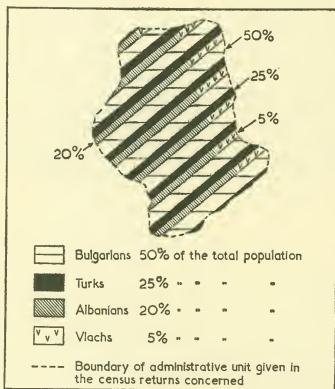 50%
25%
5%
20%
Bulgarians 50% of the total population
Turks 25% " " " "
Albanians 20% " " " "
Vlachs 5% " " " "
Boundary of administrative unit given in
the census returns concerned